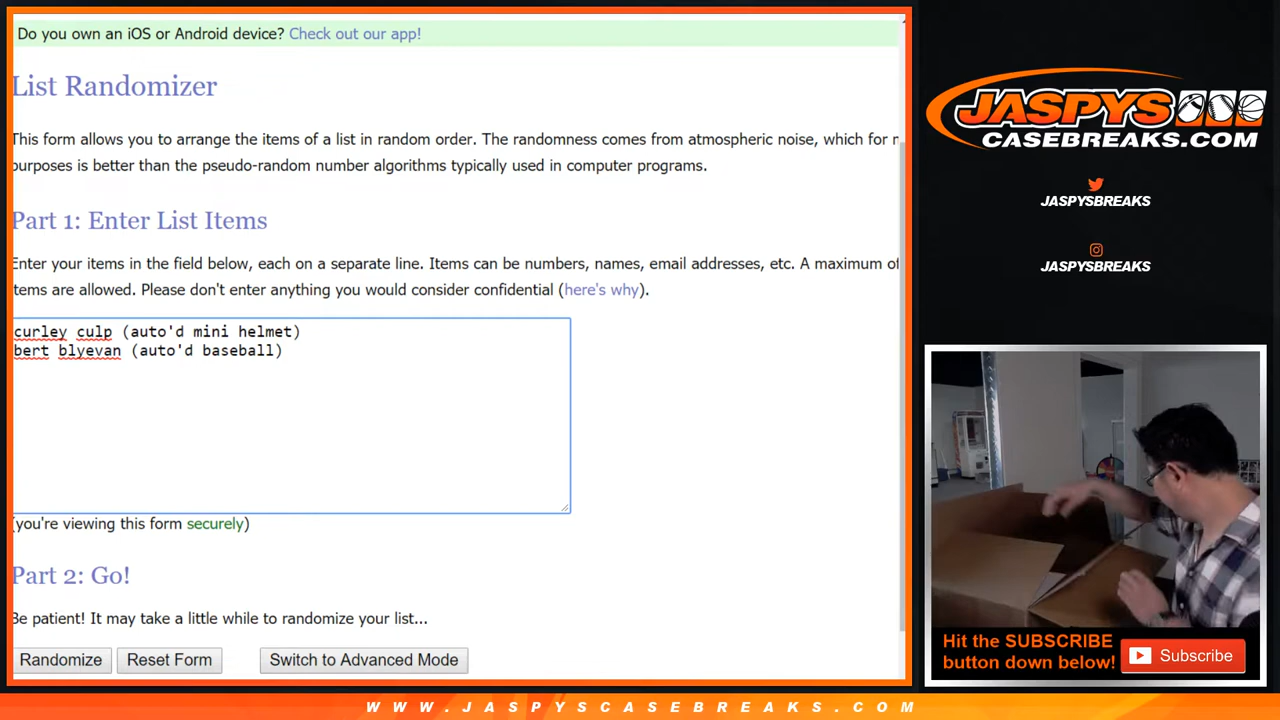 Do you own an iOS or Android device? Check out our app!
List Randomizer
This form allows you to arrange the items of a list in random order. The randomness comes from atmospheric noise, which for
purposes is better than the pseudo-random number algorithms typically used in computer programs.
Part 1: Enter List Items
Enter your items in the field below, each on a separate line. Items can be numbers, names, email addresses, etc. A maximum of
items are allowed. Please don't enter anything you would consider confidential (here's why).
curley culp (auto'd mini helmet)
bert blyevan (auto'd baseball)
(you're viewing this form securely)
Part 2: Go!
Be patient! It may take a little while to randomize your list...
Randomize Reset Form Switch to Advanced Mode
JASPYS
CASEBREAKS.COM
JASPYSBREAKS
JASPYSBREAKS
Hit the SUBSCRIBE
button down below!
Subscribe
WWW.JASPYSCASEBREAKS.COM